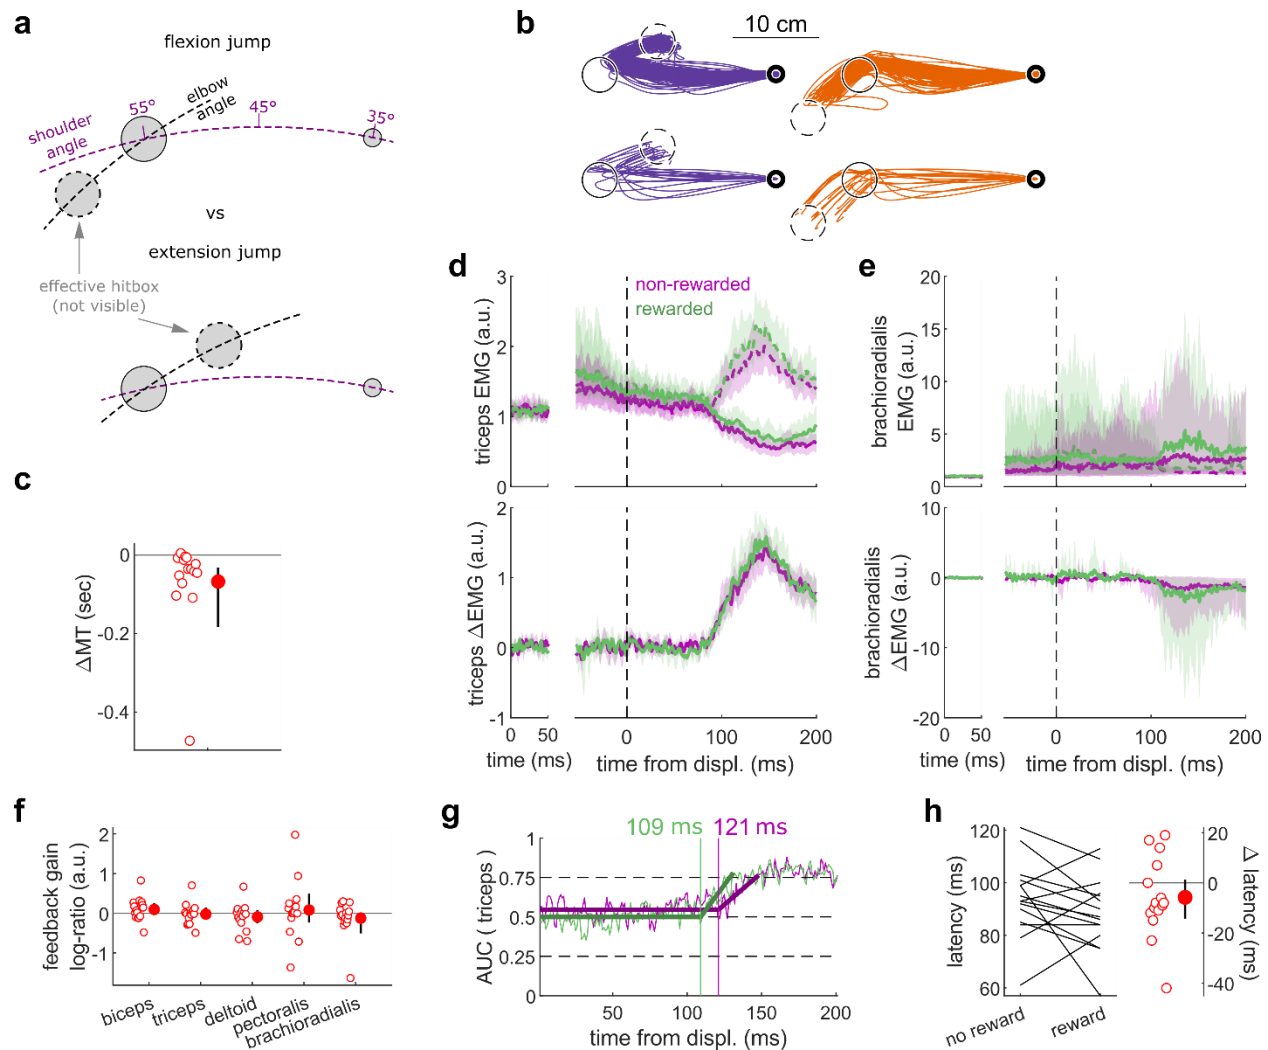 a
flexion jump
elbow
angle
55°
45°
35°
shoulder
angle
vs
extension jump
effective hitbox
(not visible)
b
10 cm
c
ΔMT (sec)
0
-0.2
-0.4
d
non-rewarded
rewarded
triceps EMG (a.u.)
3
2
1
0
triceps ΔEMG (a.u.)
2
1
0
-1
0 50
time (ms)
0 100 200
time from displ. (ms)
e
brachioradialis
EMG (a.u.)
20
15
10
5
0
brachioradialis
ΔEMG (a.u.)
10
0
-10
-20
0 50
time (ms)
0 100 200
time from displ. (ms)
f
feedback gain
log-ratio (a.u.)
2
1
0
-1
biceps
triceps
deltoid
pectoralis
brachioradialis
g
109 ms
121 ms
AUC ( triceps)
1
0.75
0.5
0.25
0 50 100 150 200
time from displ. (ms)
h
latency (ms)
120
100
80
60
no reward
reward
20
0
-20
-40
Δ latency (ms)